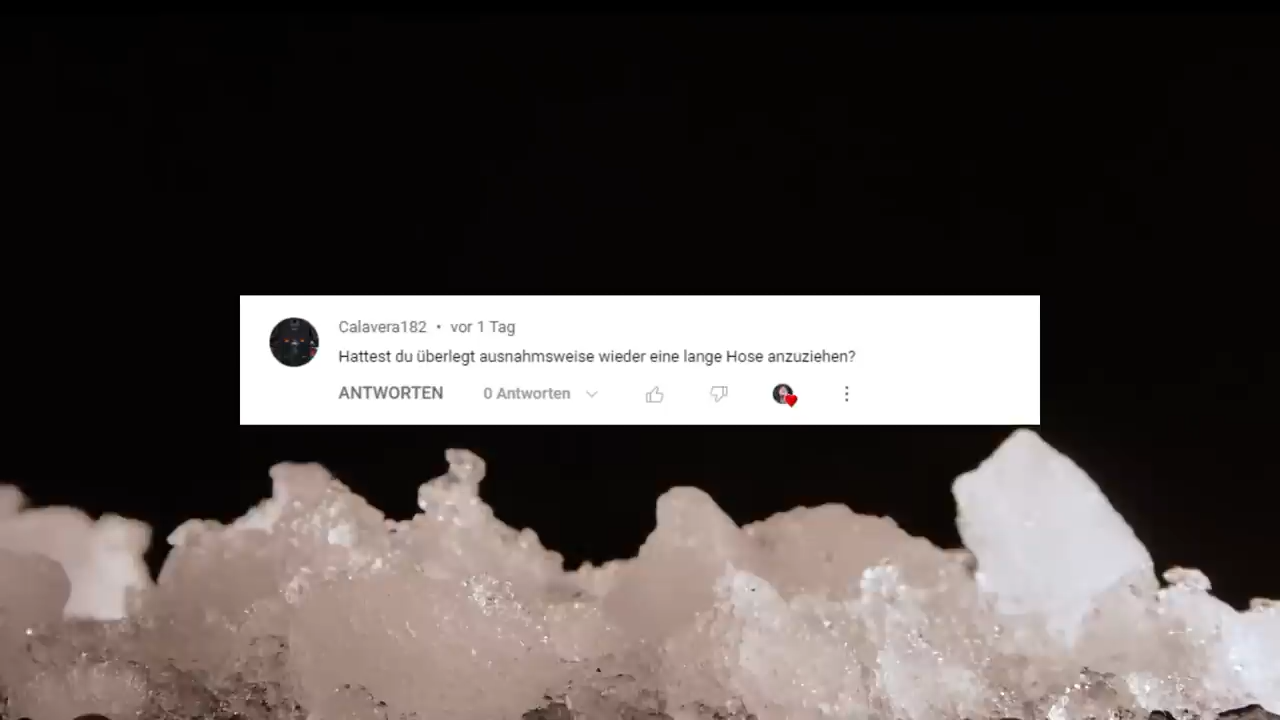 Calavera182 • vor 1 Tag
Hattest du überlegt ausnahmsweise wieder eine lange Hose anzuziehen?
ANTWORTEN 0 Antworten